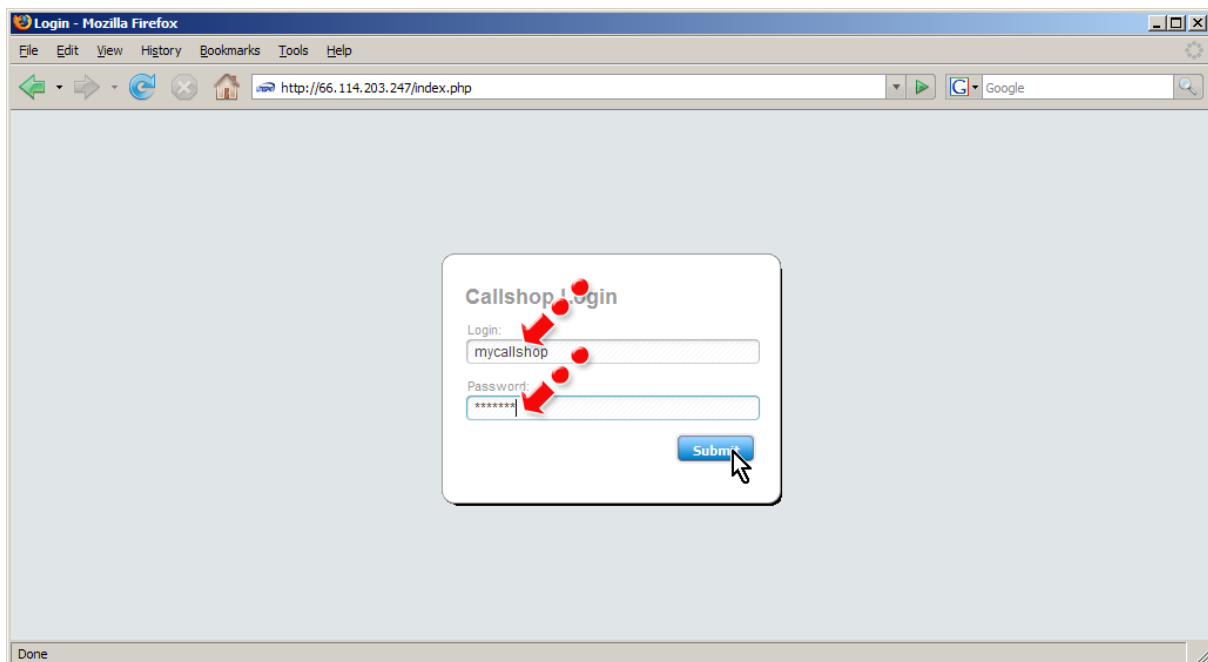 Login - Mozilla Firefox
File Edit View History Bookmarks Tools Help
http://66.114.203.247/index.php G Google
Callshop Login
Login:
mycallshop
Password:
*******
Submit
Done